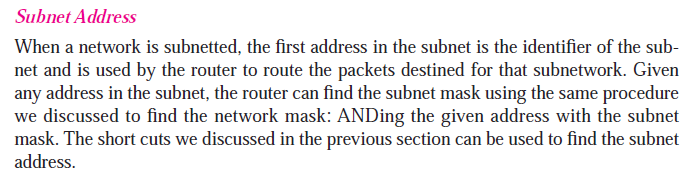 Subnet Address
When a network is subnetted, the first address in the subnet is the identifier of the sub-
net and is used by the router to route the packets destined for that subnetwork. Given
any address in the subnet, the router can find the subnet mask using the same procedure
we discussed to find the network mask: ANDing the given address with the subnet
mask. The short cuts we discussed in the previous section can be used to find the subnet
address.